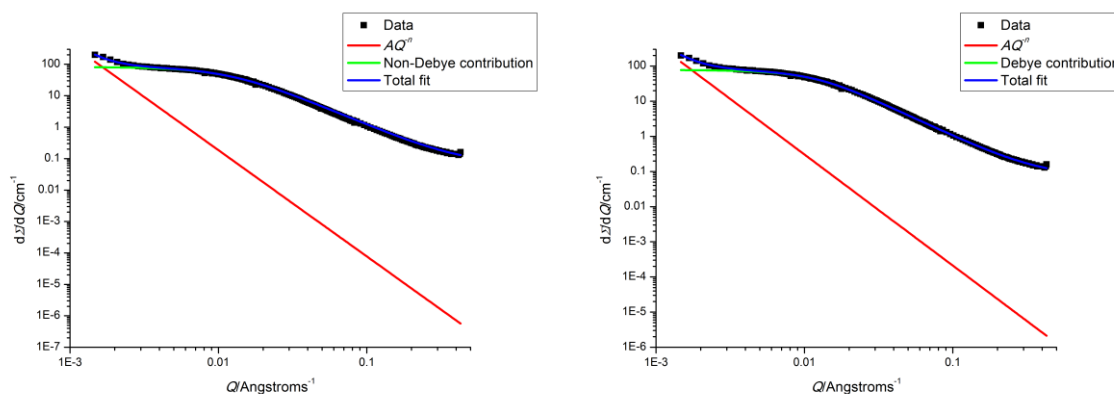 Data
AQ⁻ⁿ
Non-Debye contribution
Total fit
100
10
1
0.1
0.01
1E-3
1E-4
1E-5
1E-6
1E-7
dΣ/dQ/cm⁻¹
1E-3
0.01
0.1
Q/Angstroms⁻¹
Data
AQ⁻ⁿ
Debye contribution
Total fit
100
10
1
0.1
0.01
1E-3
1E-4
1E-5
1E-6
dΣ/dQ/cm⁻¹
1E-3
0.01
0.1
Q/Angstroms⁻¹